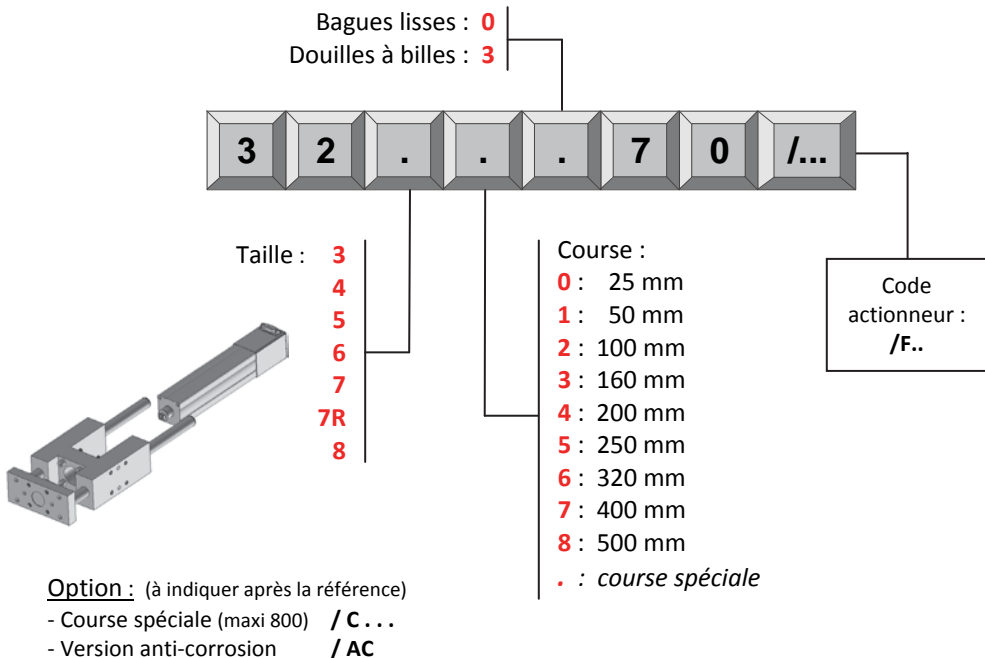 Bagues lisses : 0
Douilles à billes : 3
3 2 . . . 7 0 /...
Taille : 3
4
5
6
7
7R
8
Course :
0 : 25 mm
1 : 50 mm
2 : 100 mm
3 : 160 mm
4 : 200 mm
5 : 250 mm
6 : 320 mm
7 : 400 mm
8 : 500 mm
. : course spéciale
Code
actionneur :
/F..
Option : (à indiquer après la référence)
- Course spéciale (maxi 800) / C . . .
- Version anti-corrosion / AC